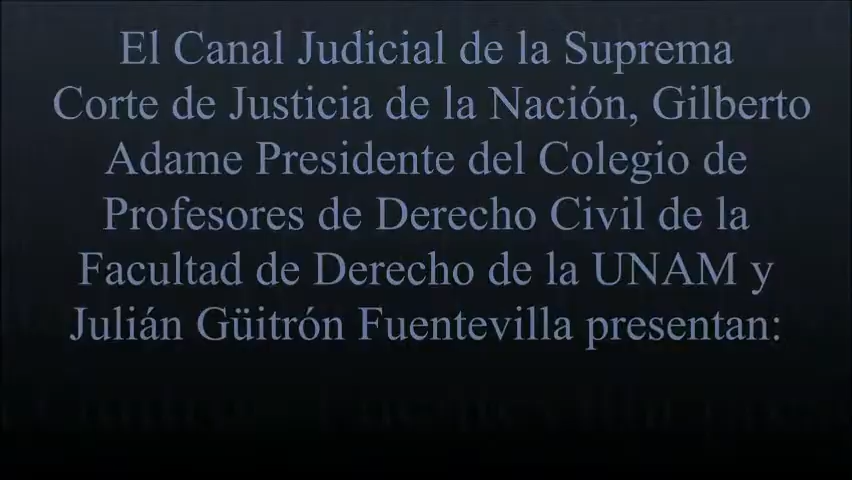 El Canal Judicial de la Suprema
Corte de Justicia de la Nación, Gilberto
Adame Presidente del Colegio de
Profesores de Derecho Civil de la
Facultad de Derecho de la UNAM y
Julián Güitrón Fuentevilla presentan: